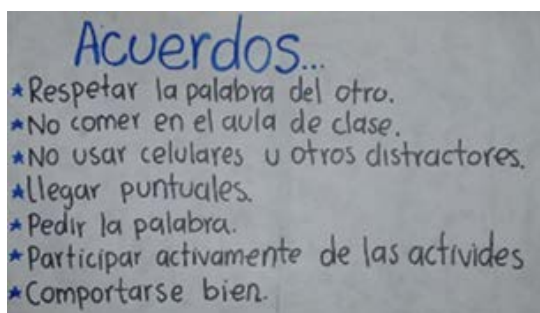 Acuerdos...
*Respetar la palabra del otro.
*No comer en el aula de clase.
*No usar celulares u otros distractores.
*Llegar puntuales.
*Pedir la palabra.
*Participar activamente de las activides
*Comportarse bien.